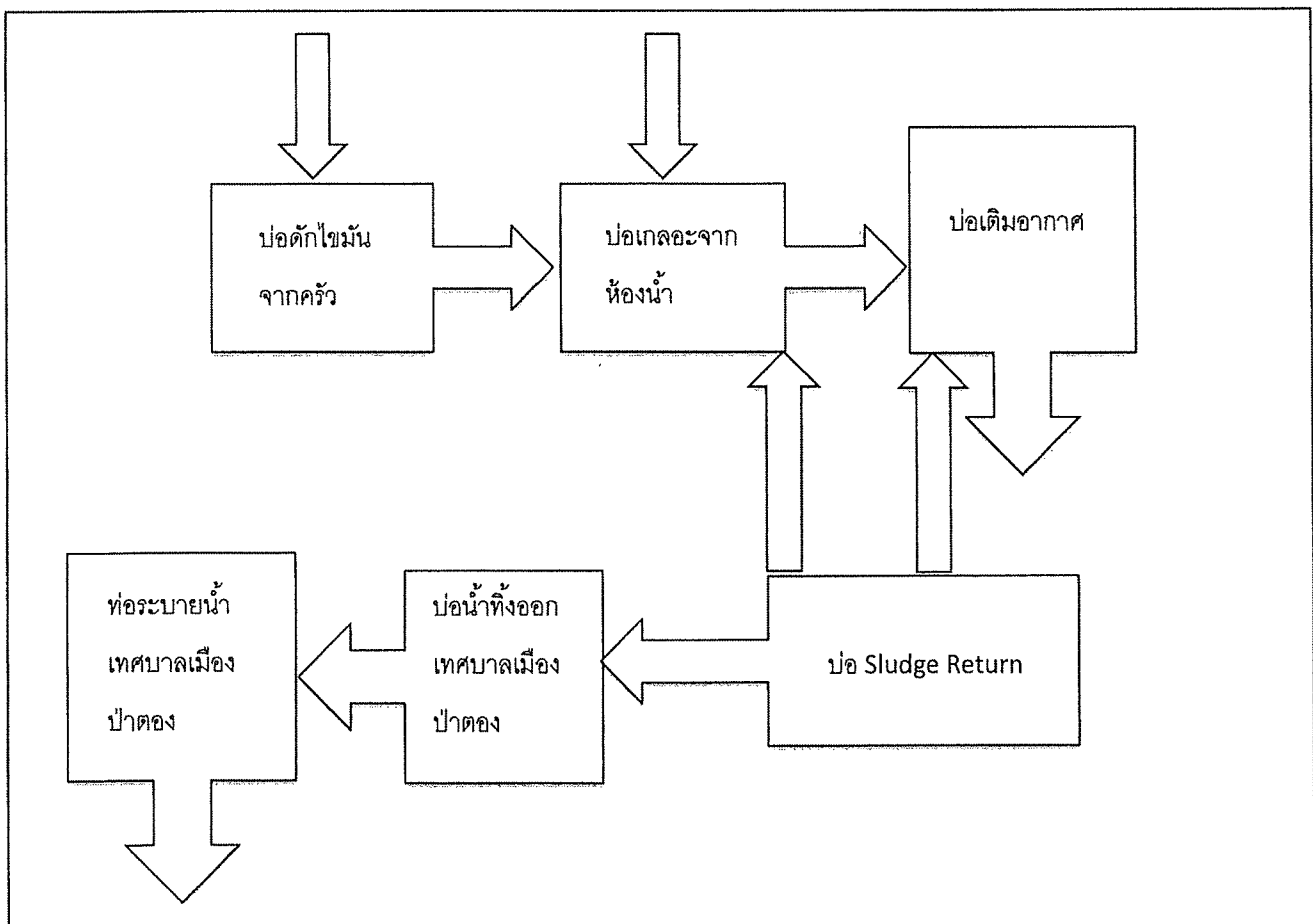 บ่อดักไขมัน
จากครัว
บ่อเกลอะจาก
ห้องน้ำ
บ่อเติมอากาศ
ท่อระบายน้ำ
เทศบาลเมือง
ป่าตอง
บ่อน้ำทิ้งออก
เทศบาลเมือง
ป่าตอง
บ่อ Sludge Return